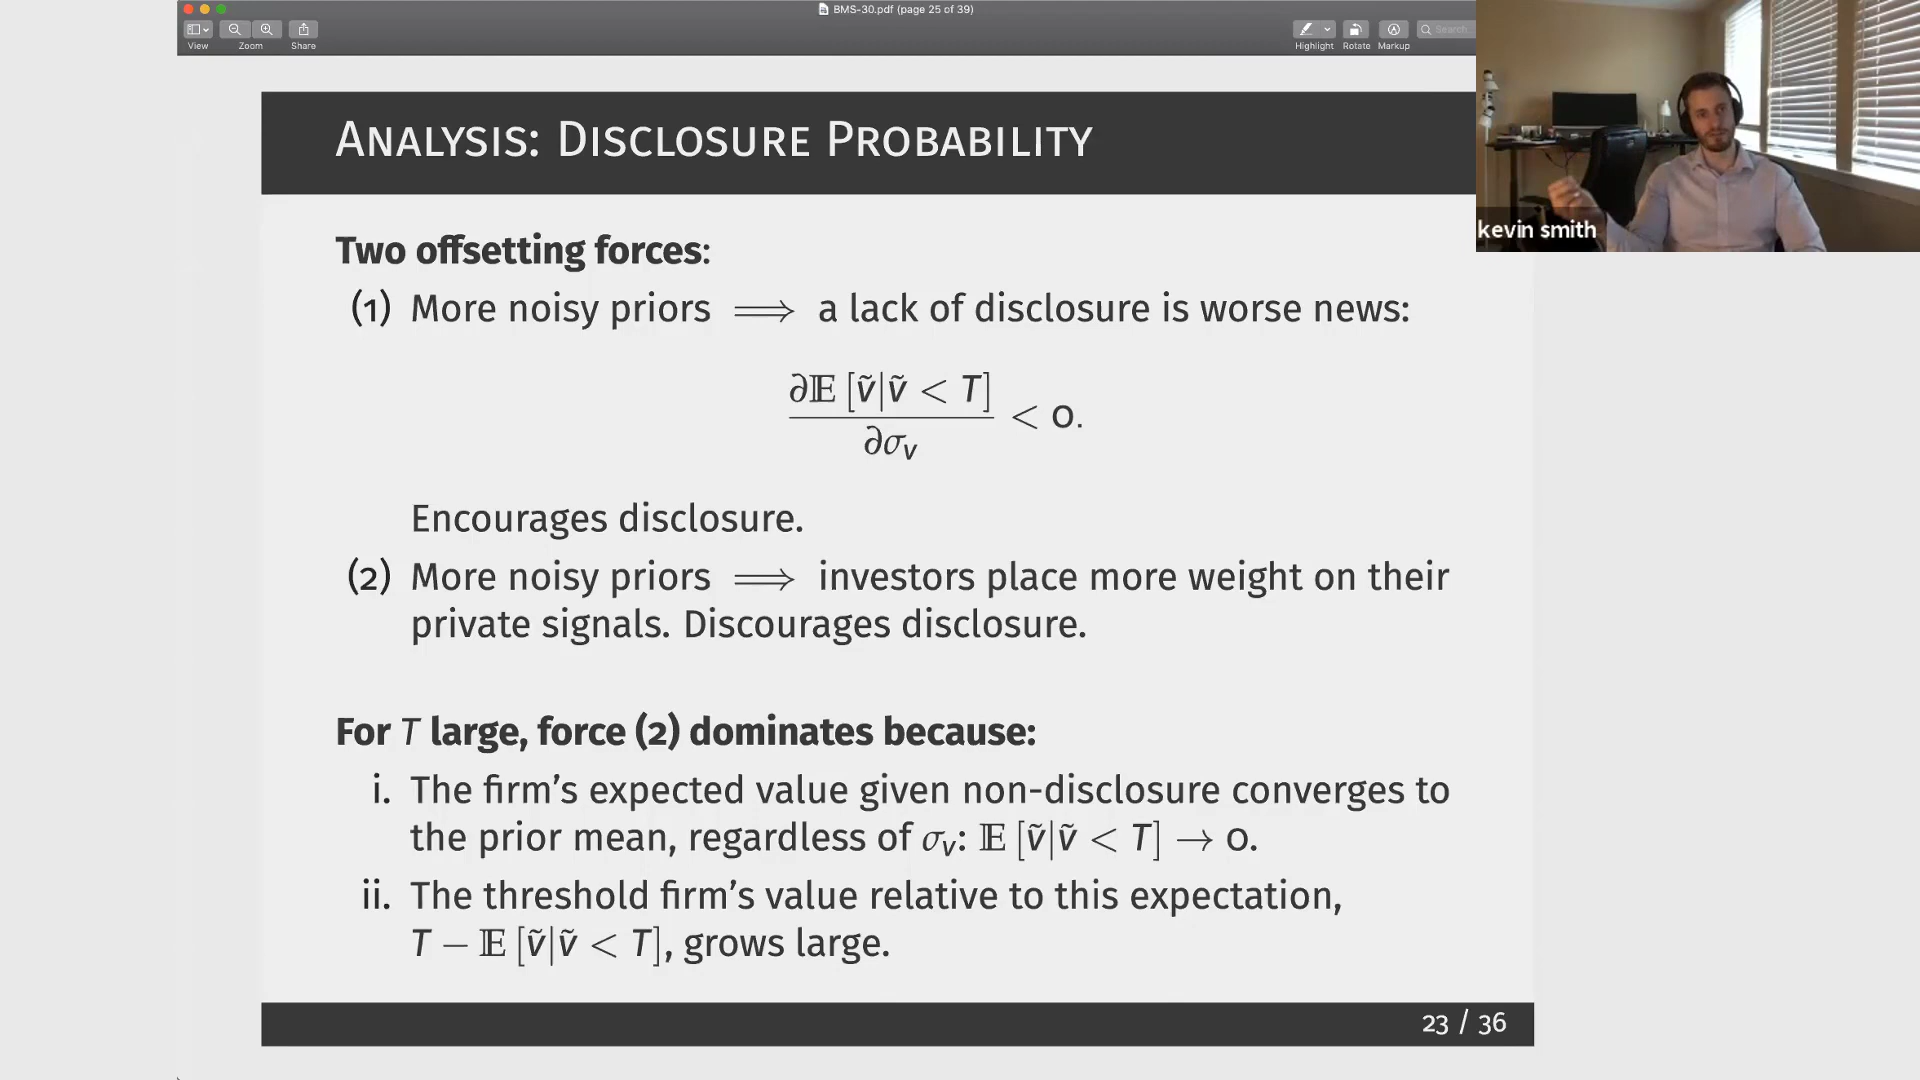 BMS-30.pdf (page 25 of 39)
View Zoom Share Highlight Rotate Markup Search
kevin smith
ANALYSIS: DISCLOSURE PROBABILITY
Two offsetting forces:
(1) More noisy priors ⟹ a lack of disclosure is worse news:
∂𝔼 [ṽ|ṽ < T]
∂σᵥ
< 0.
Encourages disclosure.
(2) More noisy priors ⟹ investors place more weight on their
private signals. Discourages disclosure.
For T large, force (2) dominates because:
i. The firm’s expected value given non-disclosure converges to
the prior mean, regardless of σᵥ: 𝔼 [ṽ|ṽ < T] → 0.
ii. The threshold firm’s value relative to this expectation,
T − 𝔼 [ṽ|ṽ < T], grows large.
23 / 36